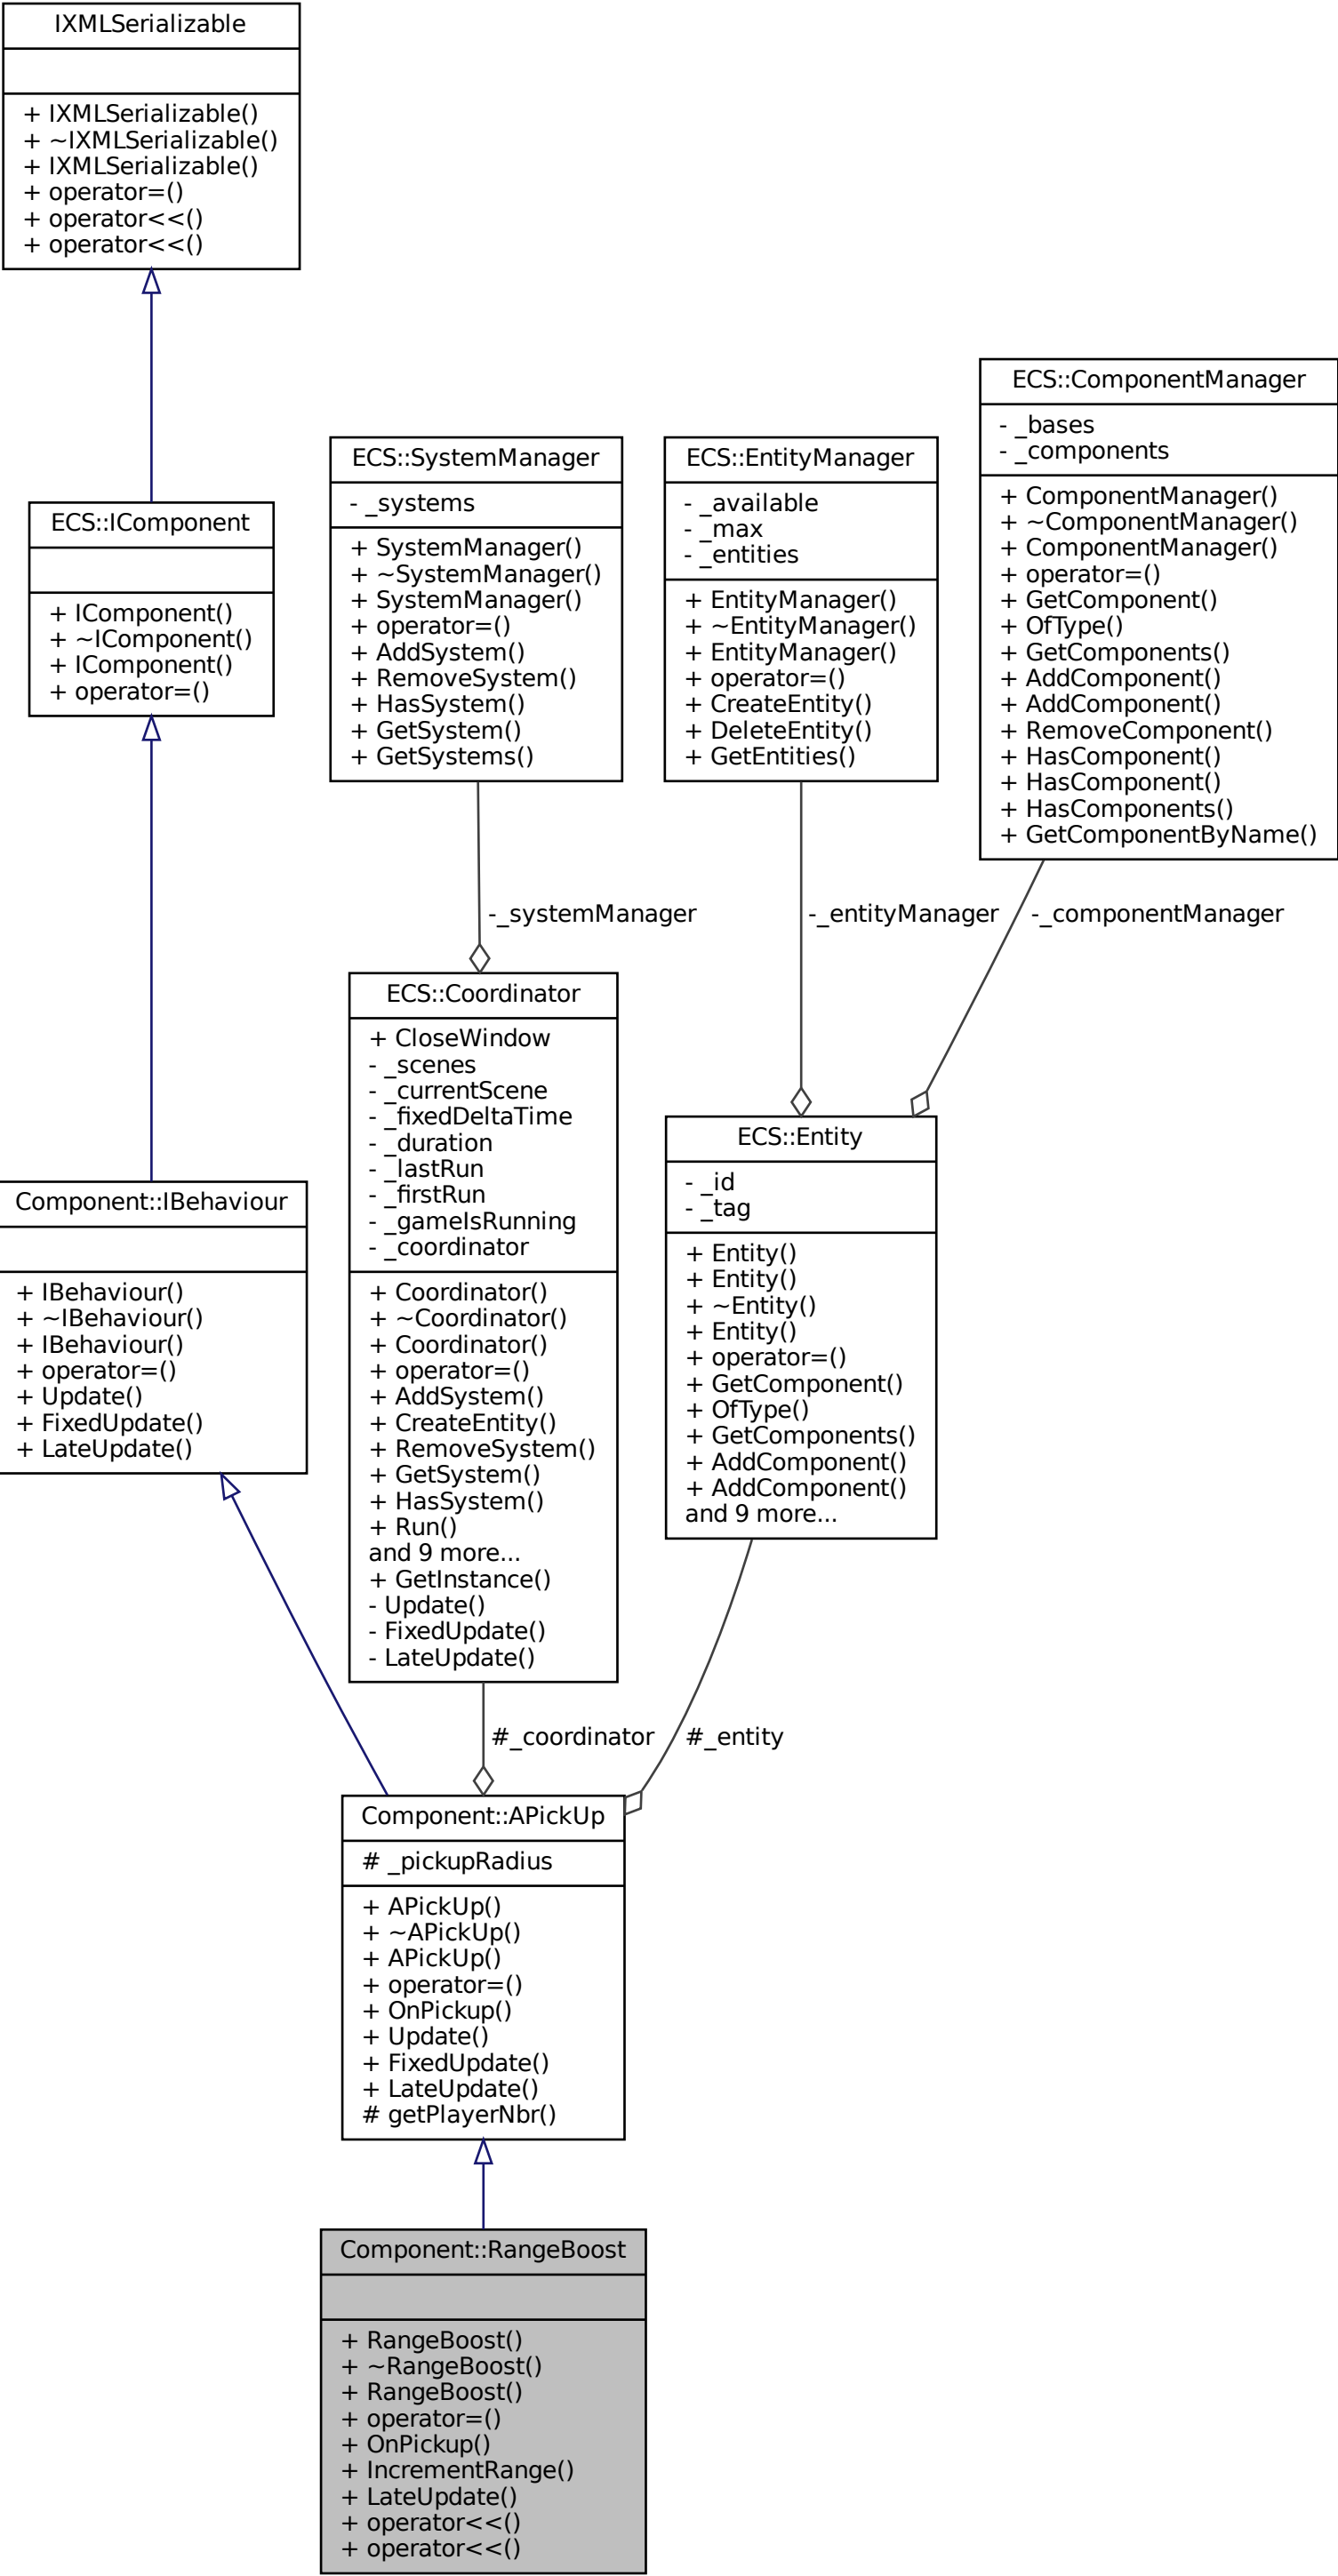 IXMLSerializable
+ IXMLSerializable()
+ ~IXMLSerializable()
+ IXMLSerializable()
+ operator=()
+ operator<<()
+ operator<<()
ECS::ComponentManager
- _bases
- _components
+ ComponentManager()
+ ~ComponentManager()
+ ComponentManager()
+ operator=()
+ GetComponent()
+ OfType()
+ GetComponents()
+ AddComponent()
+ AddComponent()
+ RemoveComponent()
+ HasComponent()
+ HasComponent()
+ HasComponents()
+ GetComponentByName()
ECS::SystemManager
- _systems
+ SystemManager()
+ ~SystemManager()
+ SystemManager()
+ operator=()
+ AddSystem()
+ RemoveSystem()
+ HasSystem()
+ GetSystem()
+ GetSystems()
ECS::EntityManager
- _available
- _max
- _entities
+ EntityManager()
+ ~EntityManager()
+ EntityManager()
+ operator=()
+ CreateEntity()
+ DeleteEntity()
+ GetEntities()
ECS::IComponent
+ IComponent()
+ ~IComponent()
+ IComponent()
+ operator=()
-_systemManager
-_entityManager
-_componentManager
ECS::Coordinator
+ CloseWindow
- _scenes
- _currentScene
- _fixedDeltaTime
- _duration
- _lastRun
- _firstRun
- _gameIsRunning
- _coordinator
+ Coordinator()
+ ~Coordinator()
+ Coordinator()
+ operator=()
+ AddSystem()
+ CreateEntity()
+ RemoveSystem()
+ GetSystem()
+ HasSystem()
+ Run()
and 9 more...
+ GetInstance()
- Update()
- FixedUpdate()
- LateUpdate()
ECS::Entity
- _id
- _tag
+ Entity()
+ Entity()
+ ~Entity()
+ Entity()
+ operator=()
+ GetComponent()
+ OfType()
+ GetComponents()
+ AddComponent()
+ AddComponent()
and 9 more...
Component::IBehaviour
+ IBehaviour()
+ ~IBehaviour()
+ IBehaviour()
+ operator=()
+ Update()
+ FixedUpdate()
+ LateUpdate()
#_coordinator
#_entity
Component::APickUp
# _pickupRadius
+ APickUp()
+ ~APickUp()
+ APickUp()
+ operator=()
+ OnPickup()
+ Update()
+ FixedUpdate()
+ LateUpdate()
# getPlayerNbr()
Component::RangeBoost
+ RangeBoost()
+ ~RangeBoost()
+ RangeBoost()
+ operator=()
+ OnPickup()
+ IncrementRange()
+ LateUpdate()
+ operator<<()
+ operator<<()